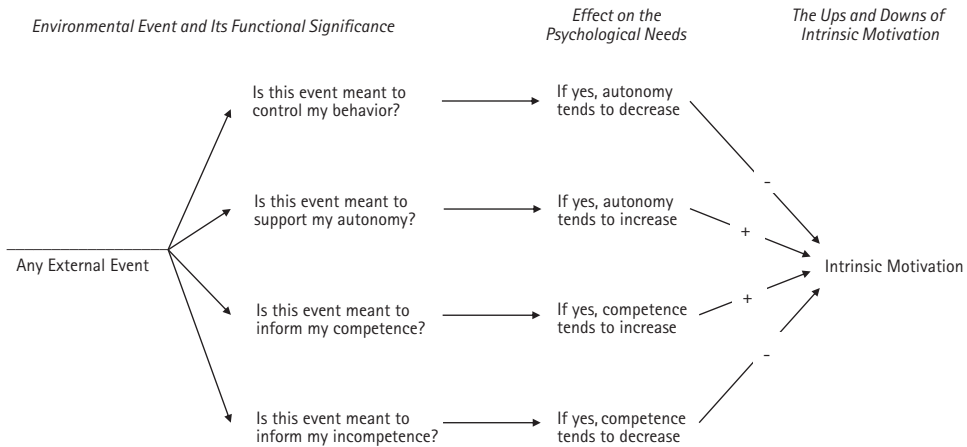 Environmental Event and Its Functional Significance
Effect on the
Psychological Needs
The Ups and Downs of
Intrinsic Motivation
Is this event meant to
control my behavior?
If yes, autonomy
tends to decrease
-
Is this event meant to
support my autonomy?
If yes, autonomy
tends to increase
+
Any External Event
Intrinsic Motivation
Is this event meant to
inform my competence?
If yes, competence
tends to increase
+
-
Is this event meant to
inform my incompetence?
If yes, competence
tends to decrease